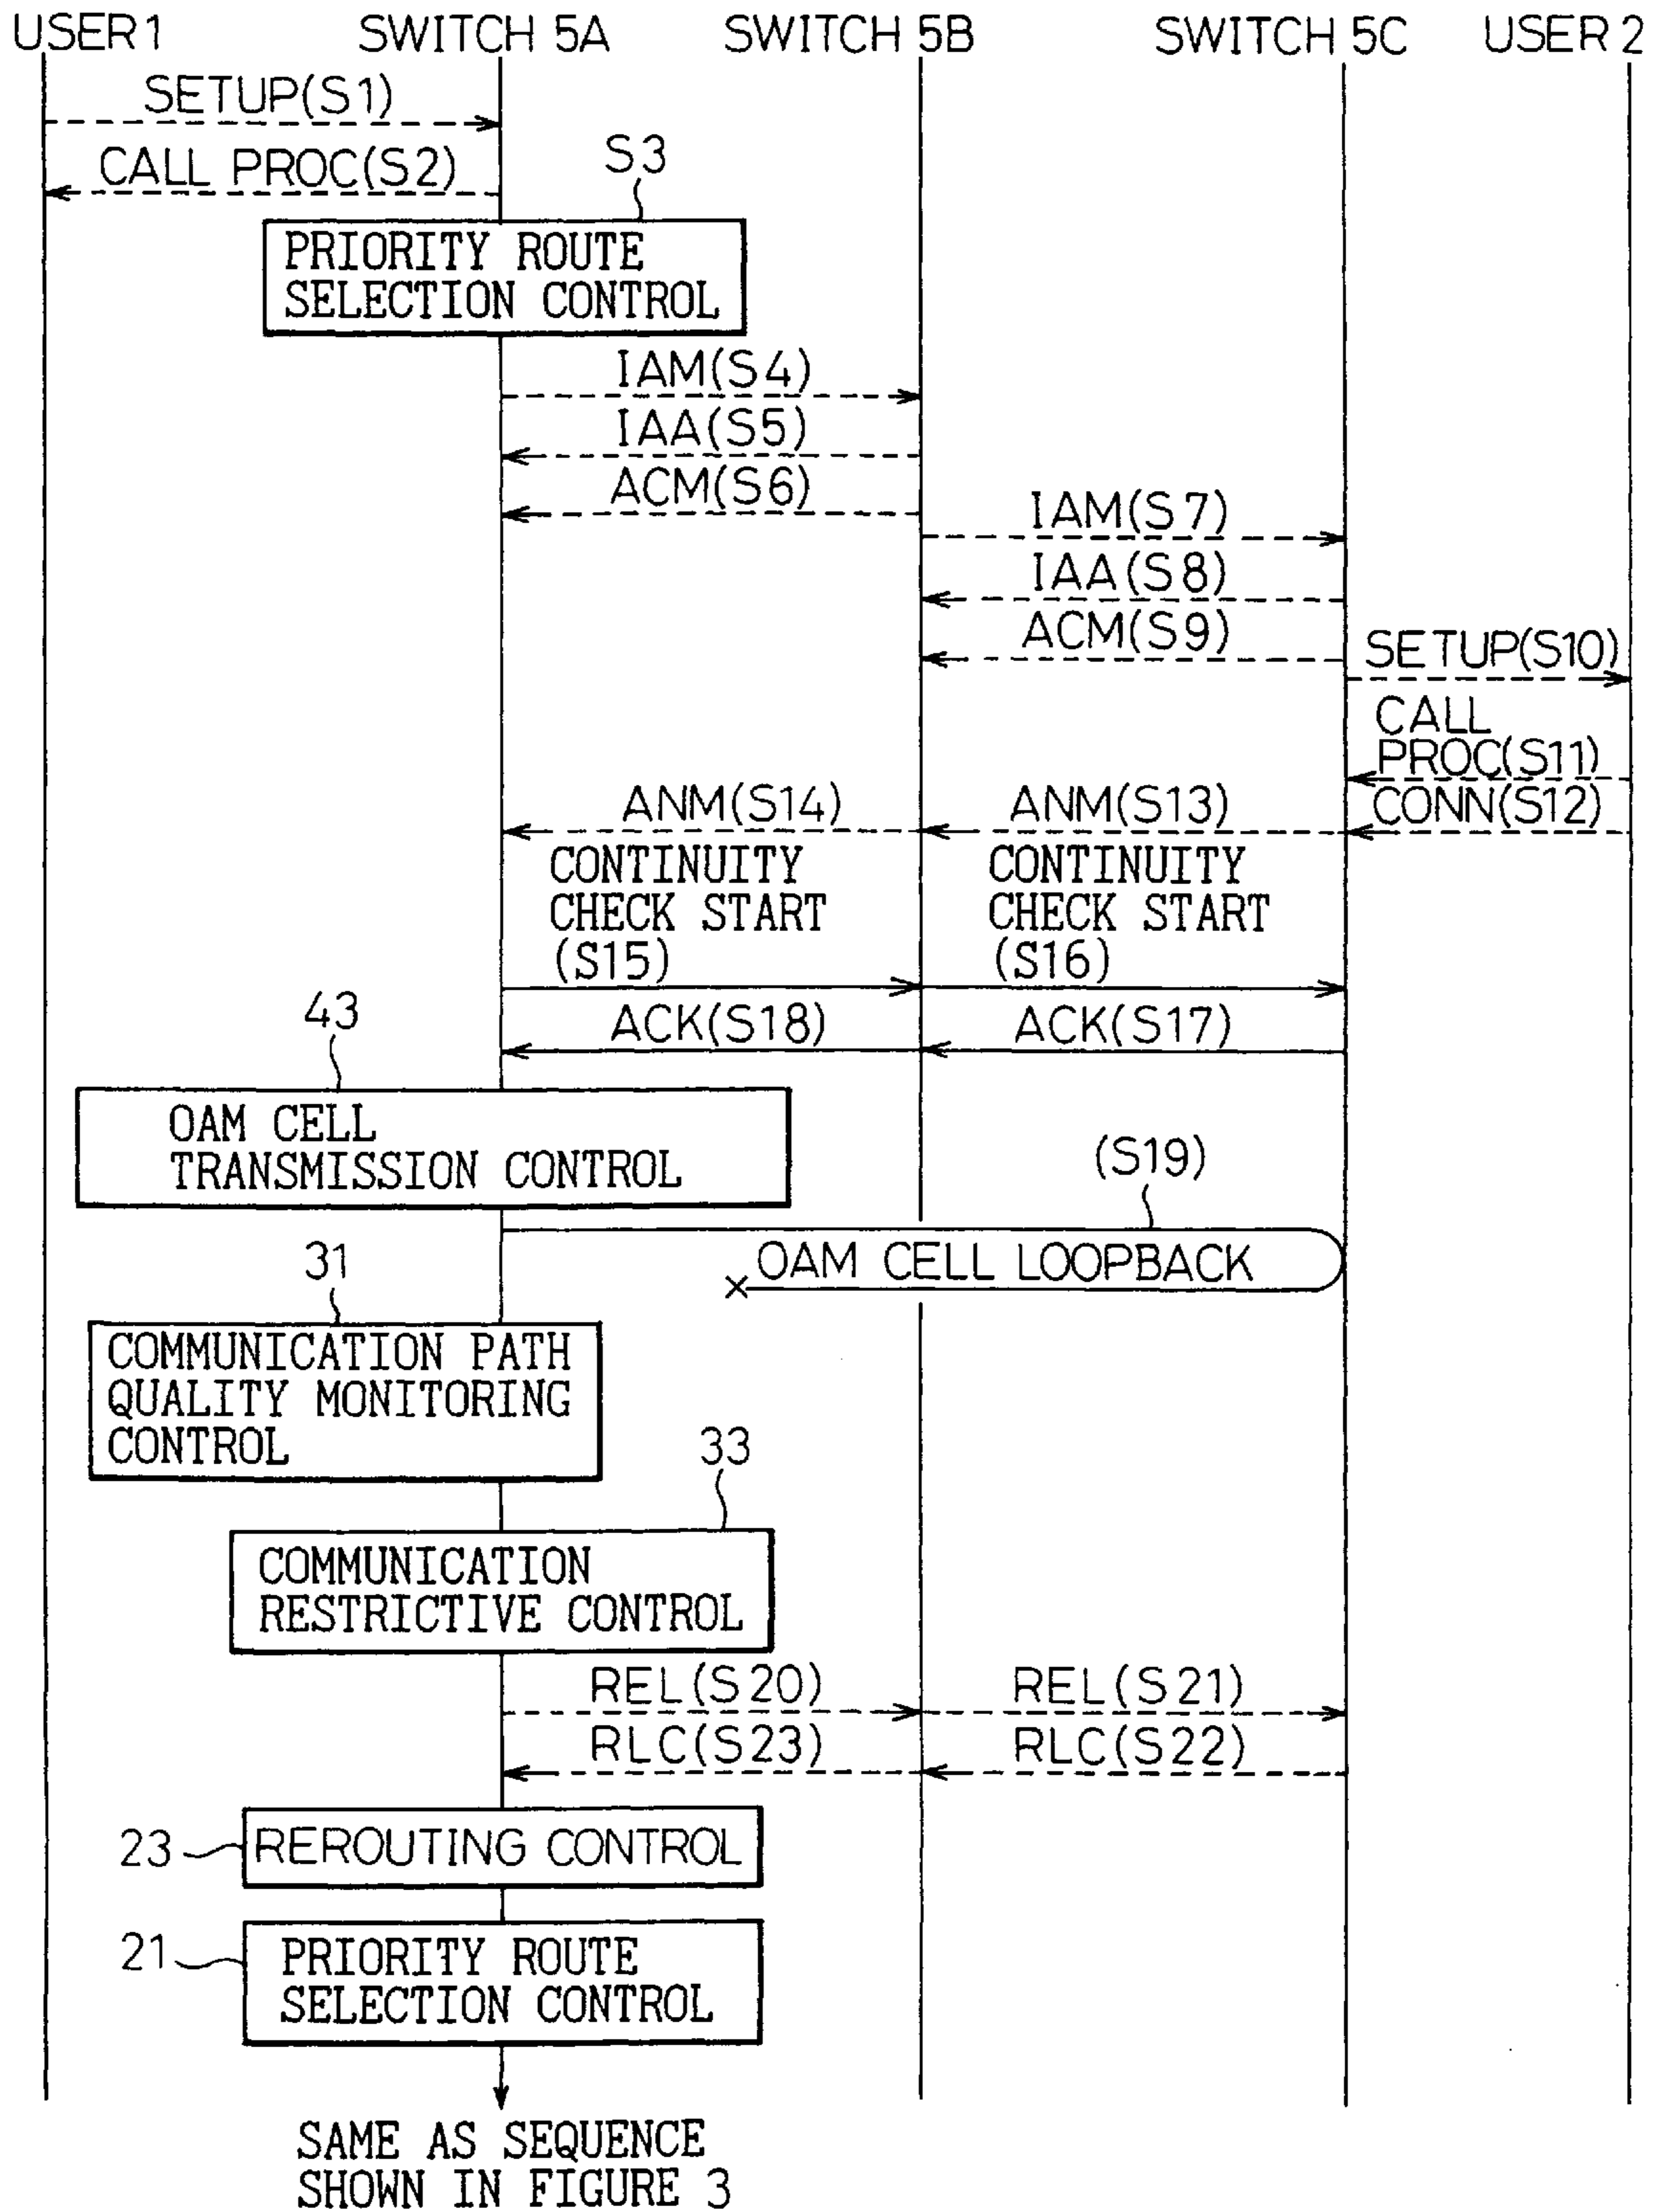 USER 1 SWITCH 5A SWITCH 5B SWITCH 5C USER 2
SETUP(S1)
CALL PROC(S2)
S3
PRIORITY ROUTE
SELECTION CONTROL
IAM(S4)
IAA(S5)
ACM(S6)
IAM(S7)
IAA(S8)
ACM(S9)
SETUP(S10)
CALL
PROC(S11)
ANM(S14) ANM(S13) CONN(S12)
CONTINUITY
CHECK START
(S15)
CONTINUITY
CHECK START
(S16)
ACK(S18) ACK(S17)
43
OAM CELL
TRANSMISSION CONTROL
(S19)
OAM CELL LOOPBACK
31
COMMUNICATION PATH
QUALITY MONITORING
CONTROL
33
COMMUNICATION
RESTRICTIVE CONTROL
REL(S20) REL(S21)
RLC(S23) RLC(S22)
23 REROUTING CONTROL
21
PRIORITY ROUTE
SELECTION CONTROL
SAME AS SEQUENCE
SHOWN IN FIGURE 3